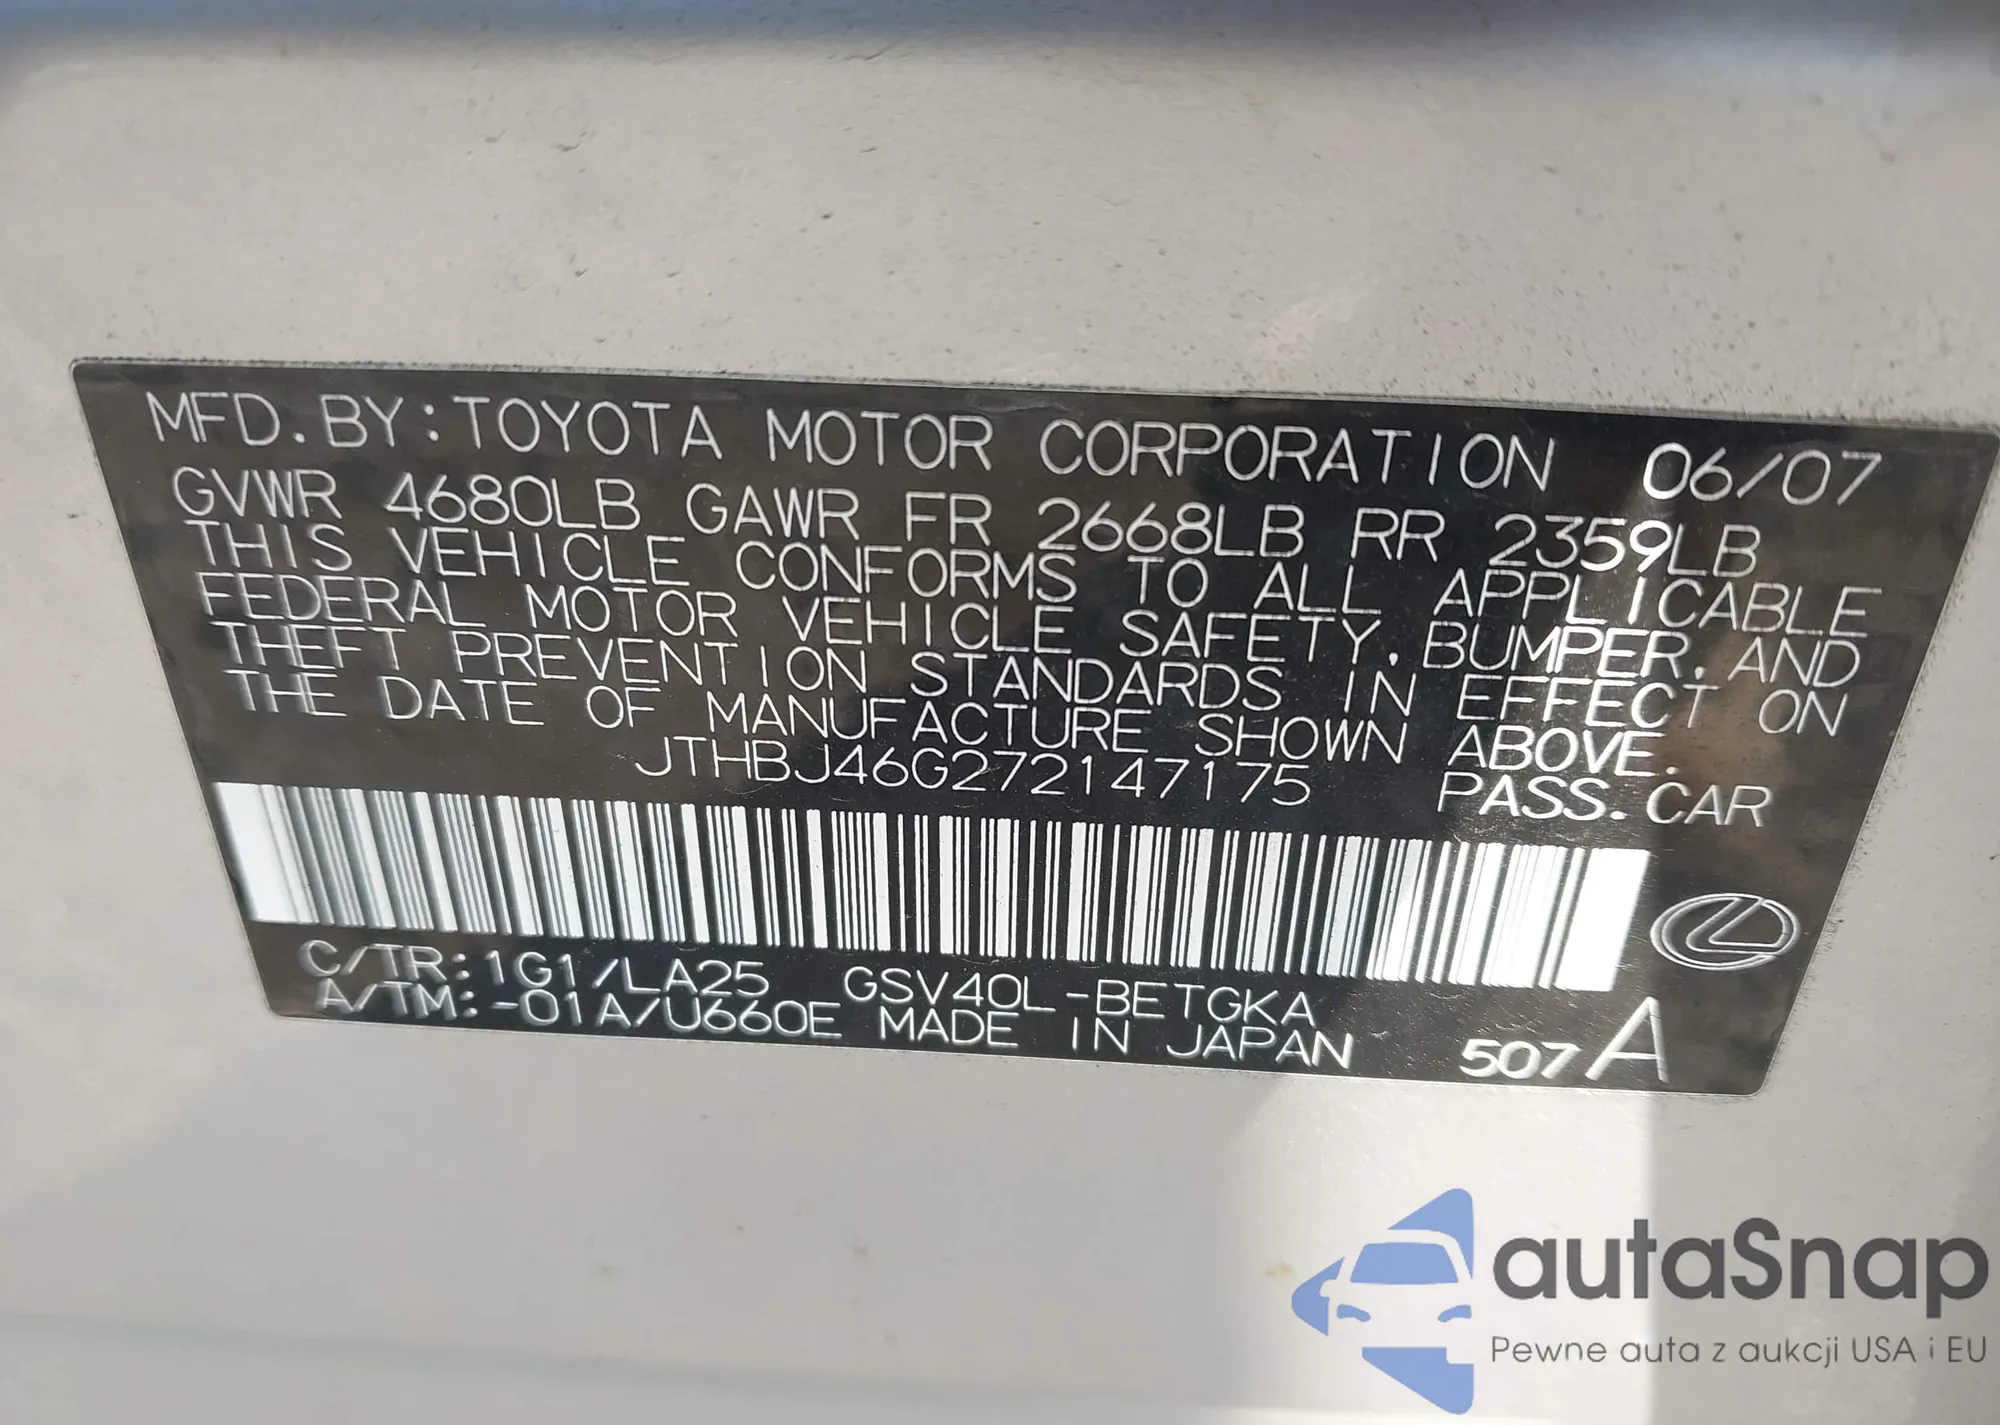 MFD. BY: TOYOTA MOTOR CORPORATION 06/07
GVWR 4680LB GAWR FR 2668LB RR 2359LB
THIS VEHICLE CONFORMS TO ALL APPLICABLE
FEDERAL MOTOR VEHICLE SAFETY, BUMPER, AND
THEFT PREVENTION STANDARDS IN EFFECT ON
THE DATE OF MANUFACTURE SHOWN ABOVE.
JTHBJ46G272147175 PASS. CAR
C/TR: 1G1/LA25 GSV40L-BETGKA
A/TM: -01A/U660E MADE IN JAPAN 507A
autaSnap
Pewne auta z aukcji USA i EU